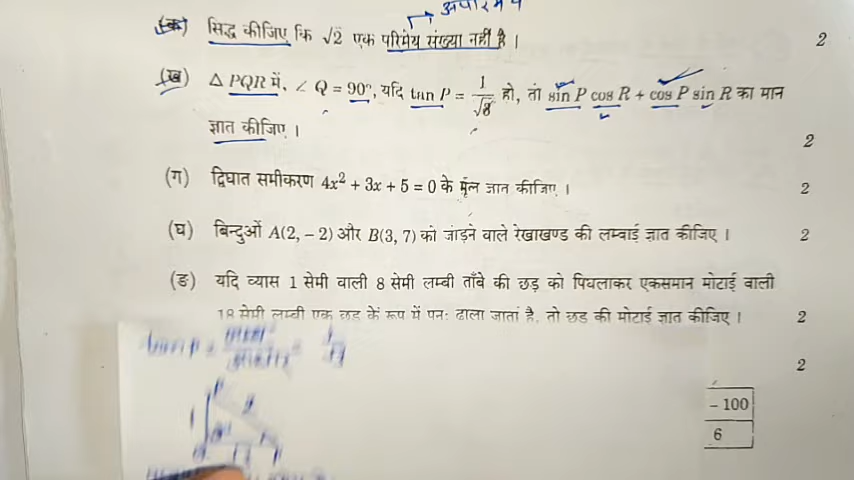 अपरिमेय
(क) सिद्ध कीजिए कि √2 एक परिमेय संख्या नहीं है । 2
(ख) △ PQR में, ∠ Q = 90°, यदि tan P = 1/√8 हो, तो sin P cos R + cos P sin R का मान
ज्ञात कीजिए । 2
(ग) द्विघात समीकरण 4x² + 3x + 5 = 0 के मूल ज्ञात कीजिए । 2
(घ) बिन्दुओं A(2, – 2) और B(3, 7) को जोड़ने वाले रेखाखण्ड की लम्बाई ज्ञात कीजिए । 2
(ङ) यदि व्यास 1 सेमी वाली 8 सेमी लम्बी ताँबे की छड़ को पिघलाकर एकसमान मोटाई वाली
18 सेमी लम्बी एक छड़ के रूप में पुनः ढाला जाता है, तो छड़ की मोटाई ज्ञात कीजिए । 2
2
tan P =
– 100
6